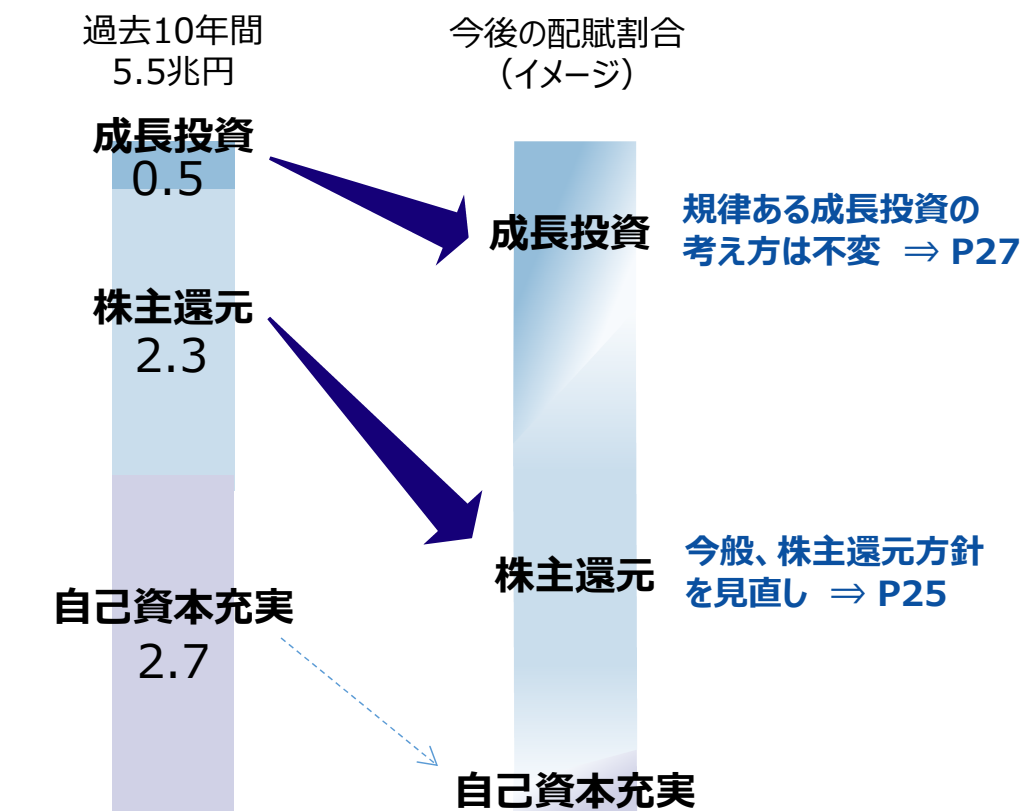 過去10年間
5.5兆円
今後の配賦割合
(イメージ)
成長投資
0.5
株主還元
2.3
自己資本充実
2.7
成長投資
規律ある成長投資の
考え方は不変 ⇒ P27
株主還元
今般、株主還元方針
を見直し ⇒ P25
自己資本充実